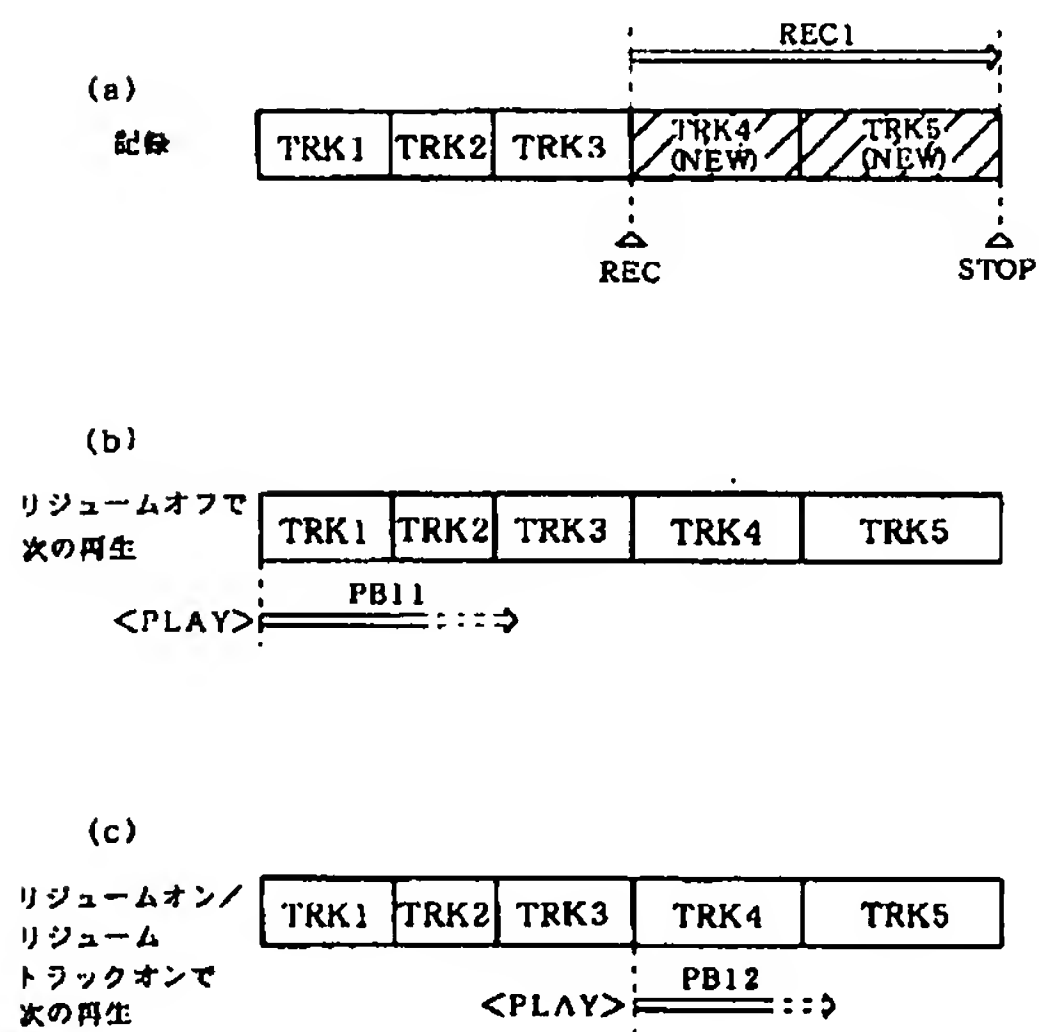 REC1
(a)
記録
TRK1 TRK2 TRK3 TRK4 (NEW) TRK5 (NEW)
REC STOP
(b)
リジュームオフで
次の再生
TRK1 TRK2 TRK3 TRK4 TRK5
PB11
<PLAY>
(c)
リジュームオン/
リジューム
トラックオンで
次の再生
TRK1 TRK2 TRK3 TRK4 TRK5
PB12
<PLAY>